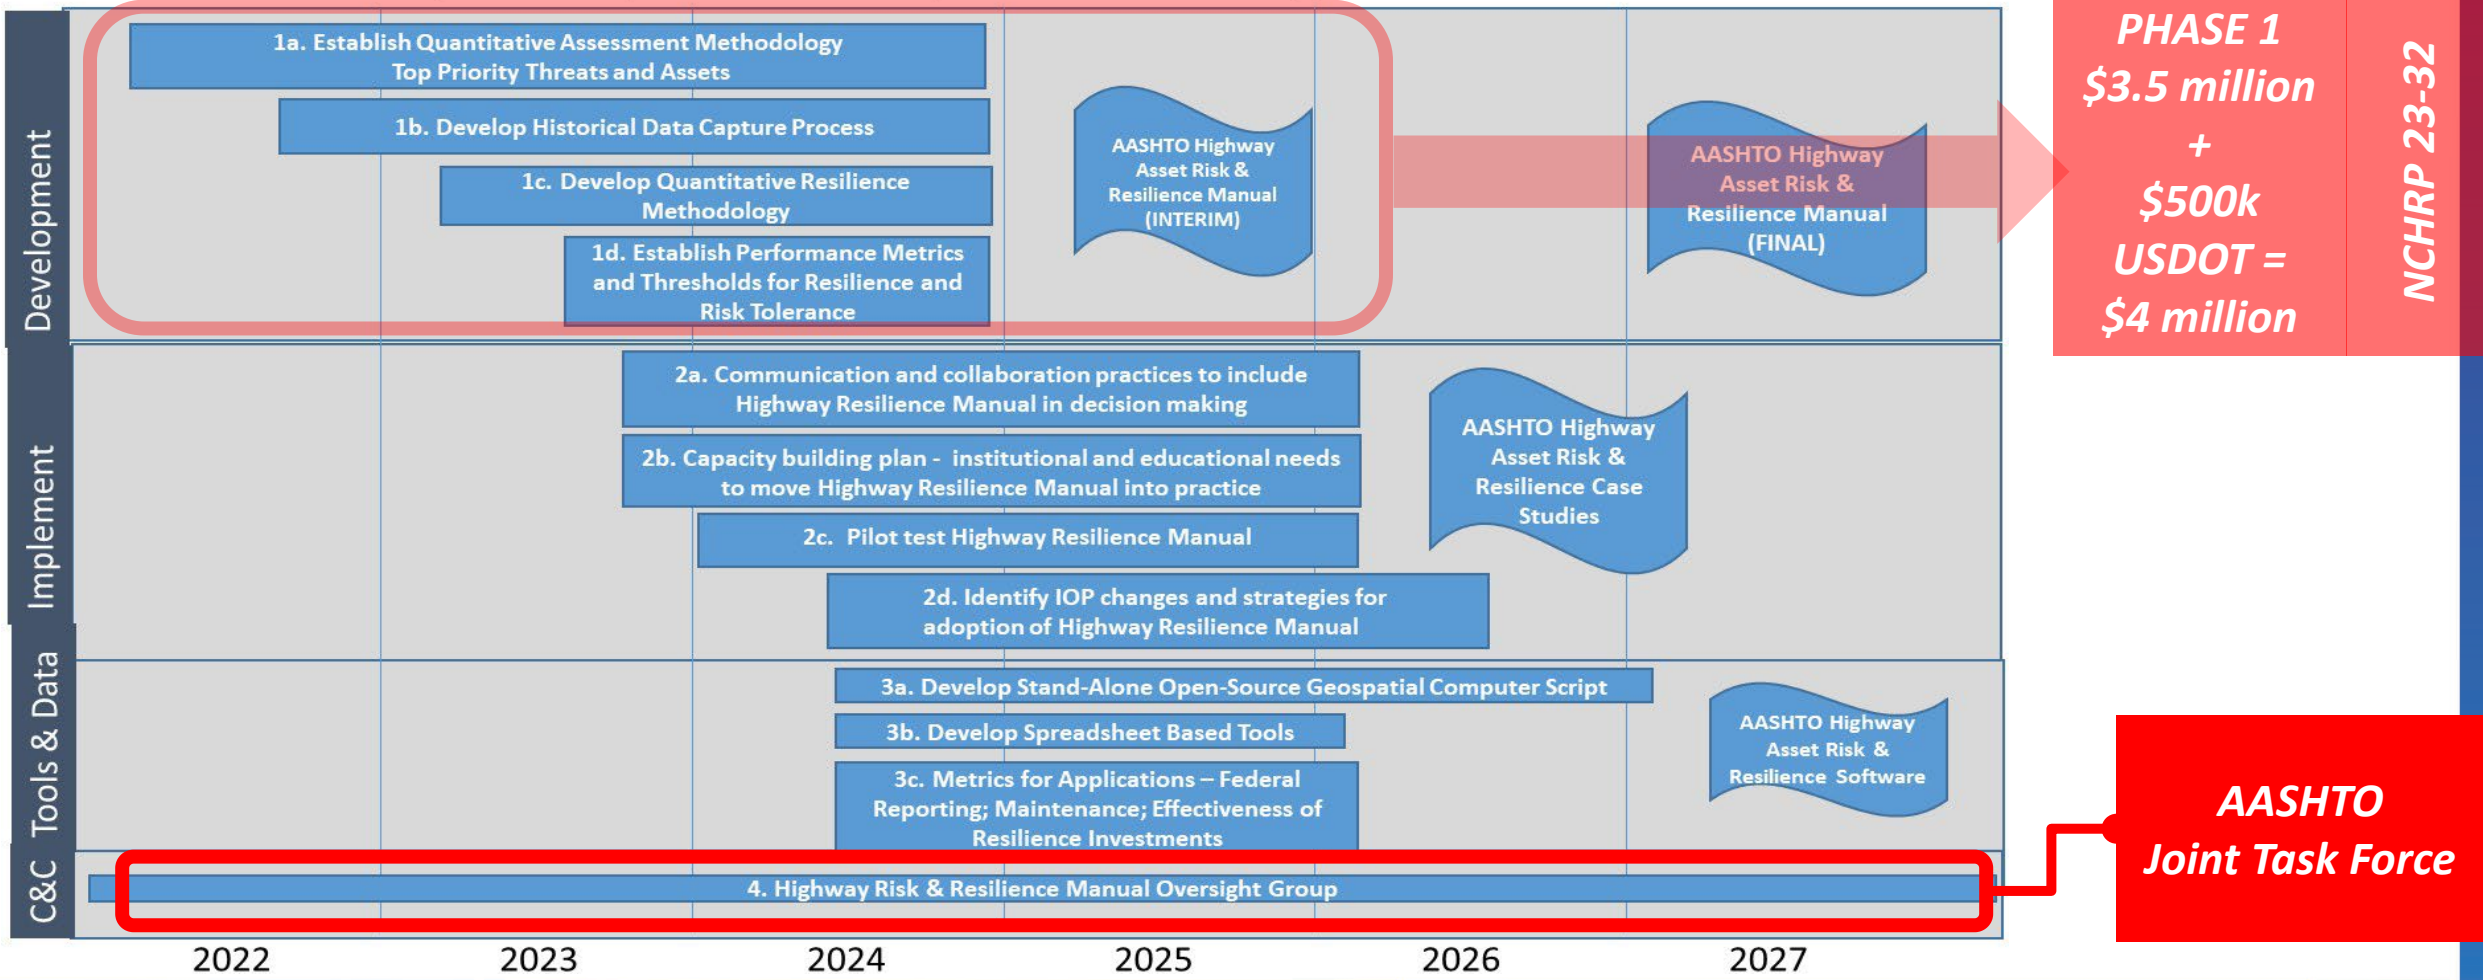 Development
1a. Establish Quantitative Assessment Methodology
Top Priority Threats and Assets
1b. Develop Historical Data Capture Process
1c. Develop Quantitative Resilience
Methodology
1d. Establish Performance Metrics
and Thresholds for Resilience and
Risk Tolerance
AASHTO Highway
Asset Risk &
Resilience Manual
(INTERIM)
AASHTO Highway
Asset Risk &
Resilience Manual
(FINAL)
PHASE 1
$3.5 million
+
$500k
USDOT =
$4 million
NCHRP 23-32
Implement
2a. Communication and collaboration practices to include
Highway Resilience Manual in decision making
2b. Capacity building plan - institutional and educational needs
to move Highway Resilience Manual into practice
2c. Pilot test Highway Resilience Manual
2d. Identify IOP changes and strategies for
adoption of Highway Resilience Manual
AASHTO Highway
Asset Risk &
Resilience Case
Studies
Tools & Data
3a. Develop Stand-Alone Open-Source Geospatial Computer Script
3b. Develop Spreadsheet Based Tools
3c. Metrics for Applications – Federal
Reporting; Maintenance; Effectiveness of
Resilience Investments
AASHTO Highway
Asset Risk &
Resilience Software
C&C
4. Highway Risk & Resilience Manual Oversight Group
AASHTO
Joint Task Force
2022 2023 2024 2025 2026 2027